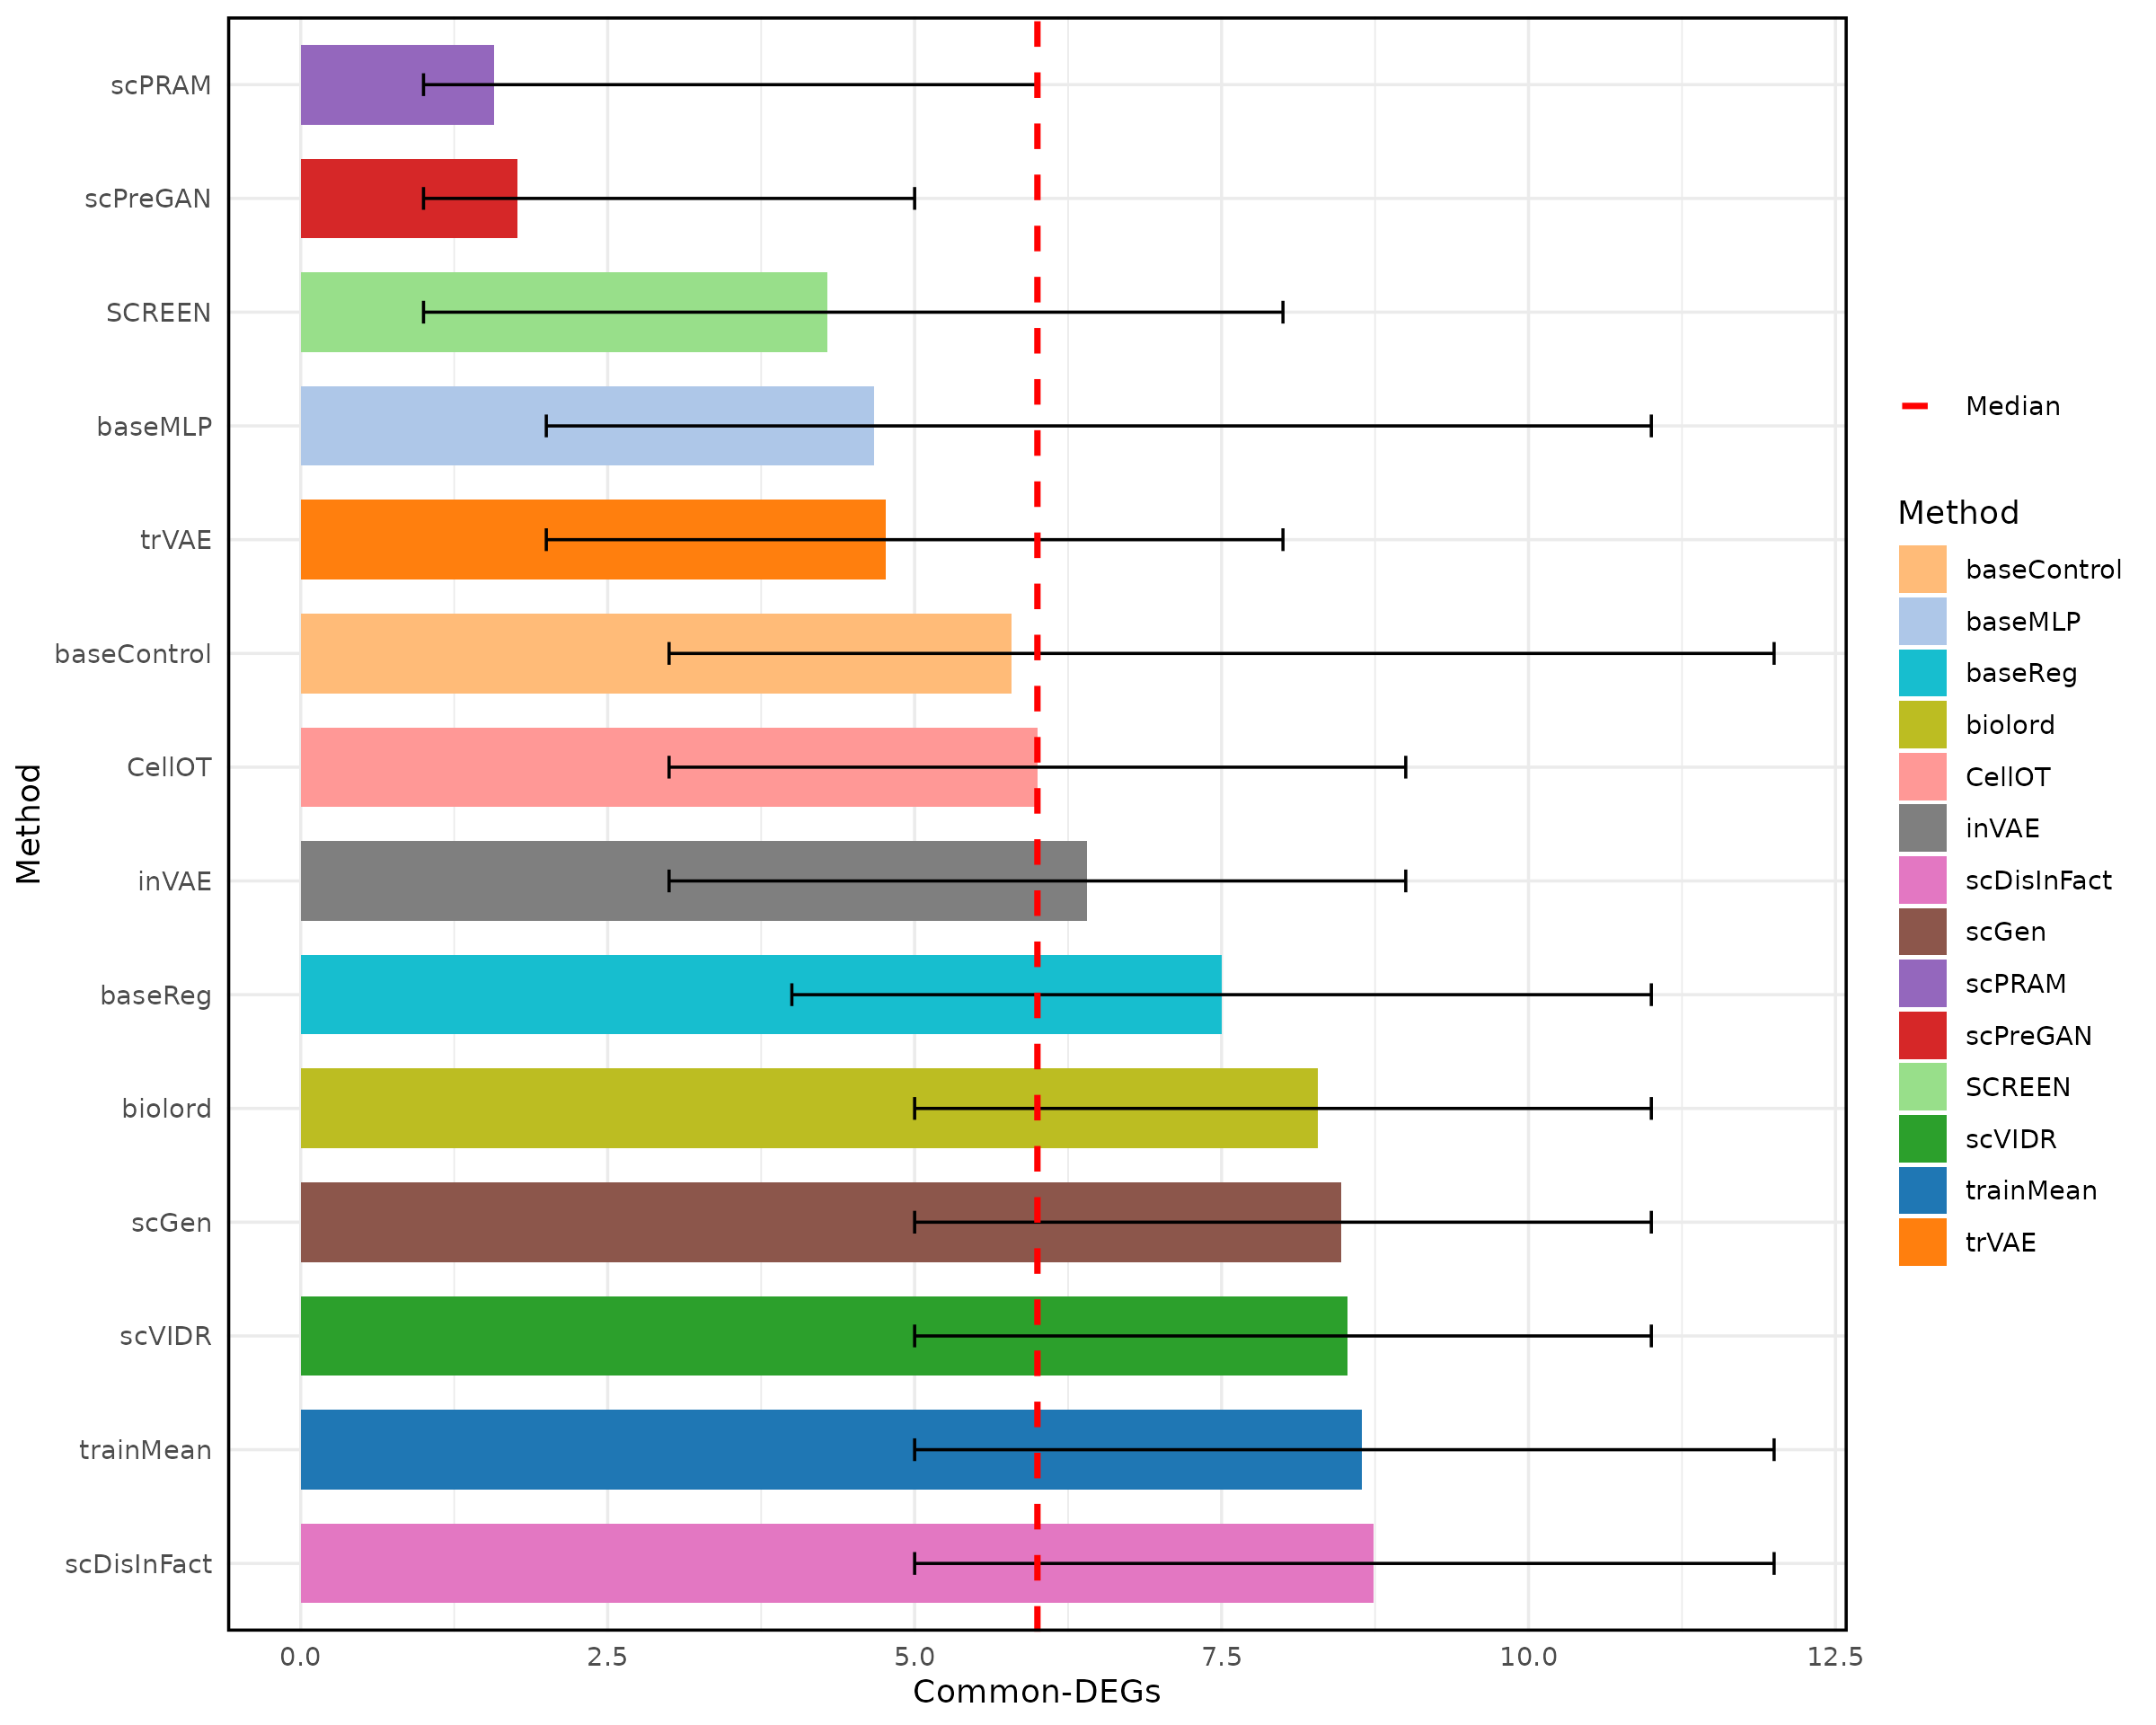 scPRAM
scPreGAN
SCREEN
baseMLP
trVAE
baseControl
CellOT
inVAE
baseReg
biolord
scGen
scVIDR
trainMean
scDisInFact
Method
0.0 2.5 5.0 7.5 10.0 12.5
Common-DEGs
Median
Method
baseControl
baseMLP
baseReg
biolord
CellOT
inVAE
scDisInFact
scGen
scPRAM
scPreGAN
SCREEN
scVIDR
trainMean
trVAE